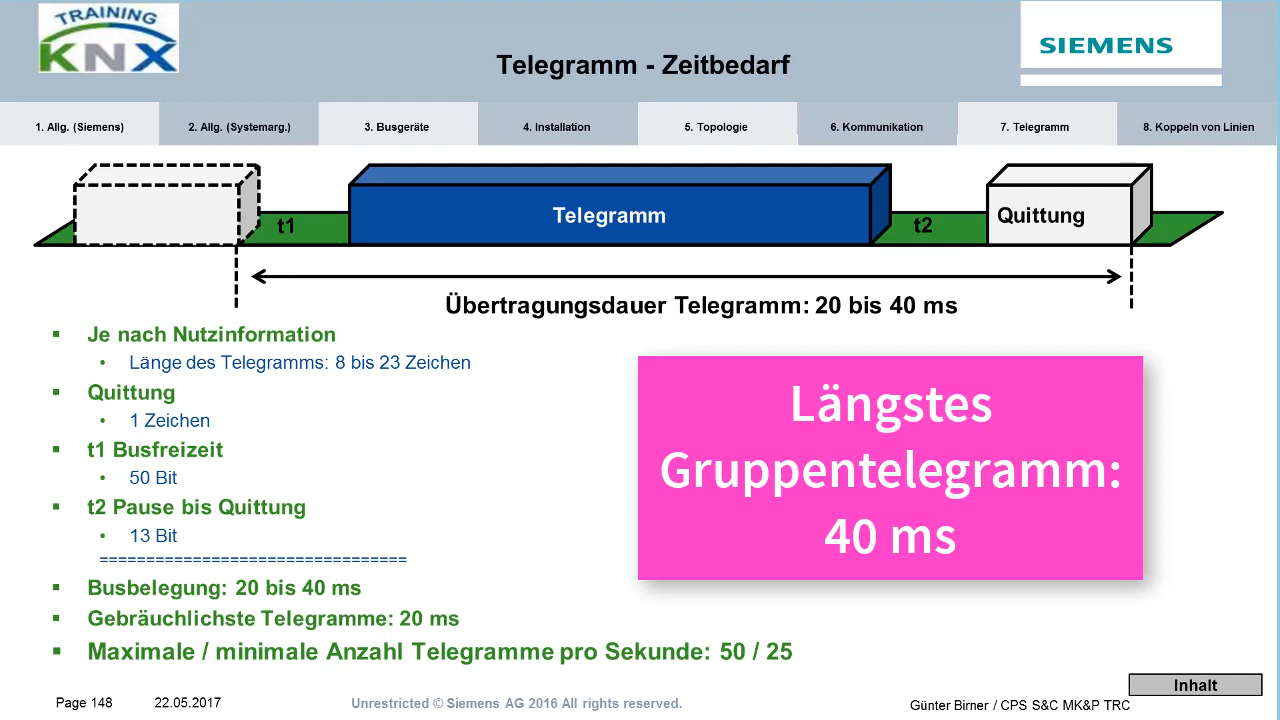 TRAINING
KNX
SIEMENS
Telegramm - Zeitbedarf
1. Allg. (Siemens)
2. Allg. (Systemarg.)
3. Busgeräte
4. Installation
5. Topologie
6. Kommunikation
7. Telegramm
8. Koppeln von Linien
t1
Telegramm
t2
Quittung
Übertragungsdauer Telegramm: 20 bis 40 ms
▪ Je nach Nutzinformation
• Länge des Telegramms: 8 bis 23 Zeichen
▪ Quittung
• 1 Zeichen
▪ t1 Busfreizeit
• 50 Bit
▪ t2 Pause bis Quittung
• 13 Bit
=================================
▪ Busbelegung: 20 bis 40 ms
▪ Gebräuchlichste Telegramme: 20 ms
▪ Maximale / minimale Anzahl Telegramme pro Sekunde: 50 / 25
Längstes
Gruppentelegramm:
40 ms
Inhalt
Page 148
22.05.2017
Unrestricted © Siemens AG 2016 All rights reserved.
Günter Birner / CPS S&C MK&P TRC